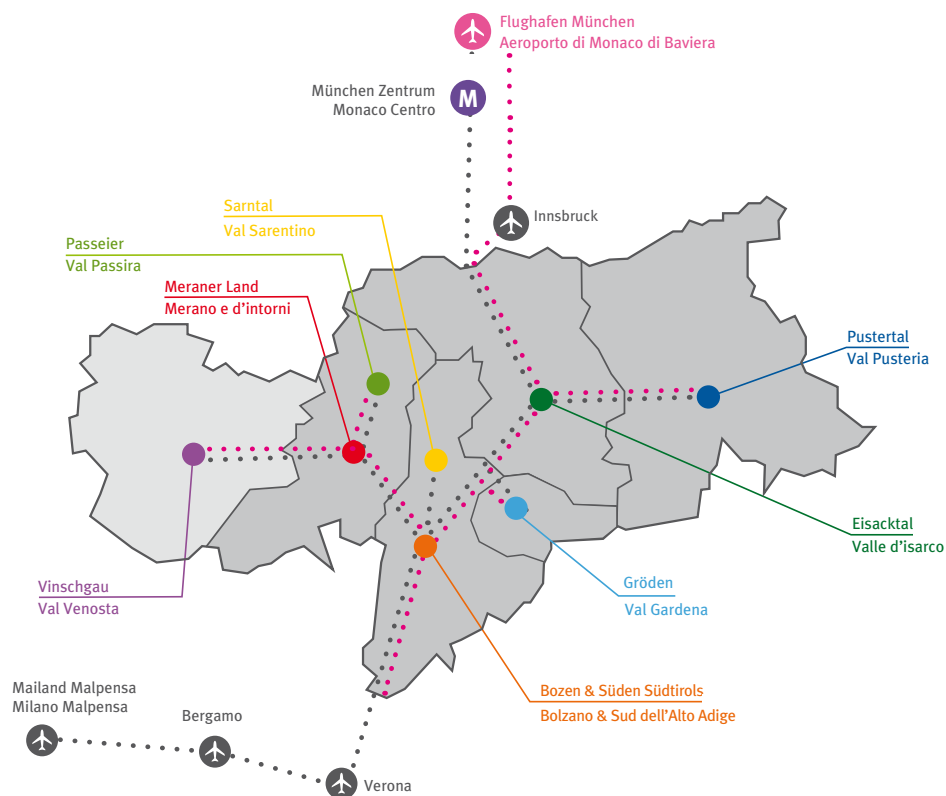 Flughafen München
Aeroporto di Monaco di Baviera
München Zentrum
Monaco Centro
M
Innsbruck
Sarntal
Val Sarentino
Passeier
Val Passira
Meraner Land
Merano e d'intorni
Pustertal
Val Pusteria
Eisacktal
Valle d'isarco
Vinschgau
Val Venosta
Gröden
Val Gardena
Bozen & Süden Südtirols
Bolzano & Sud dell'Alto Adige
Mailand Malpensa
Milano Malpensa
Bergamo
Verona